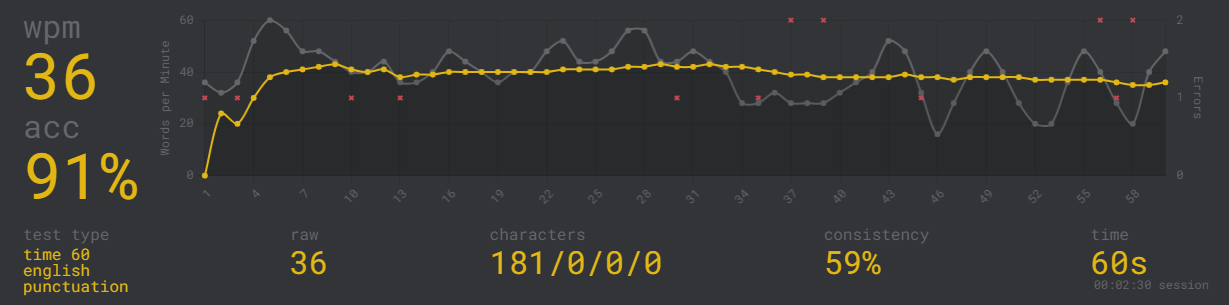 wpm
36
acc
91%
Words per Minute
60
40
20
0
2
1
0
Errors
1 4 7 10 13 16 19 22 25 28 31 34 37 40 43 46 49 52 55 58
test type
time 60
english
punctuation
raw
36
characters
181/0/0/0
consistency
59%
time
60s
00:02:30 session